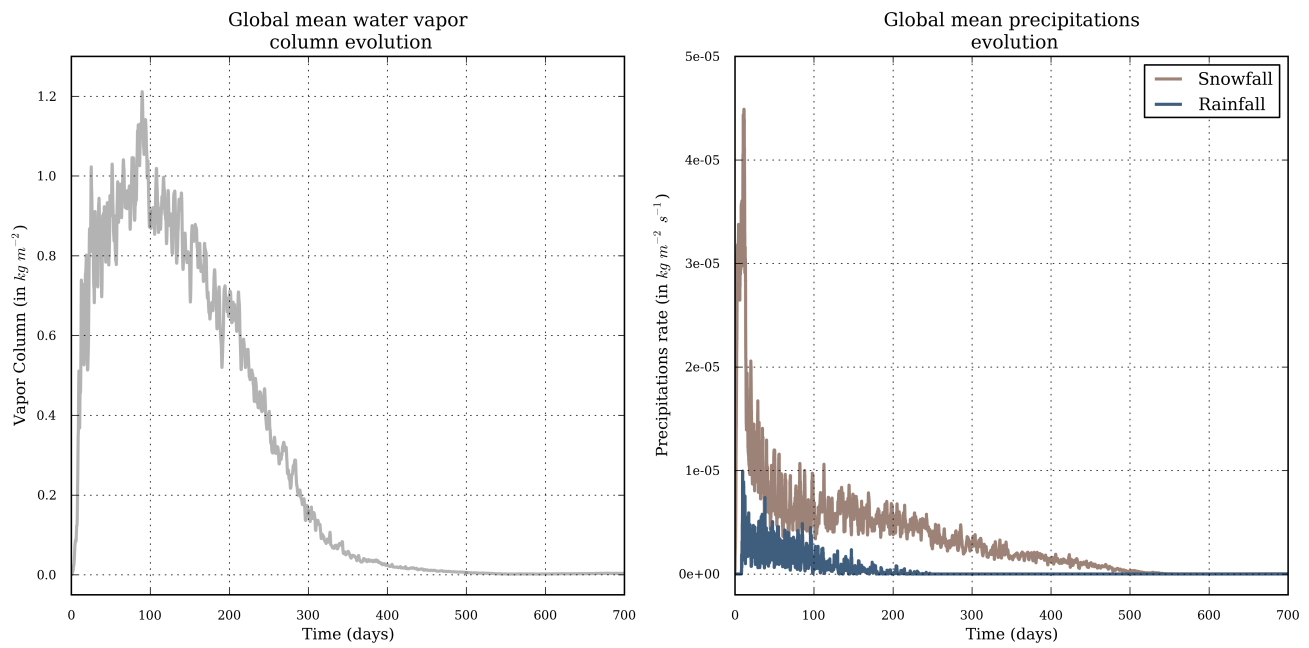 Global mean water vapor
column evolution
1.2
1.0
0.8
0.6
0.4
0.2
0.0
Vapor Column (in kg m⁻²)
0 100 200 300 400 500 600 700
Time (days)
Global mean precipitations
evolution
5e-05
4e-05
3e-05
2e-05
1e-05
0e+00
Precipitations rate (in kg m⁻² s⁻¹)
Snowfall
Rainfall
0 100 200 300 400 500 600 700
Time (days)